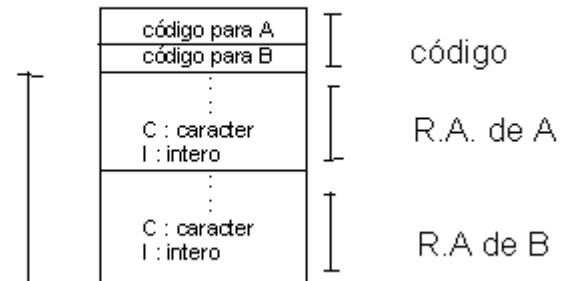 código para A
código para B
código
C : caracter
I : intero
R.A. de A
C : caracter
I : intero
R.A de B